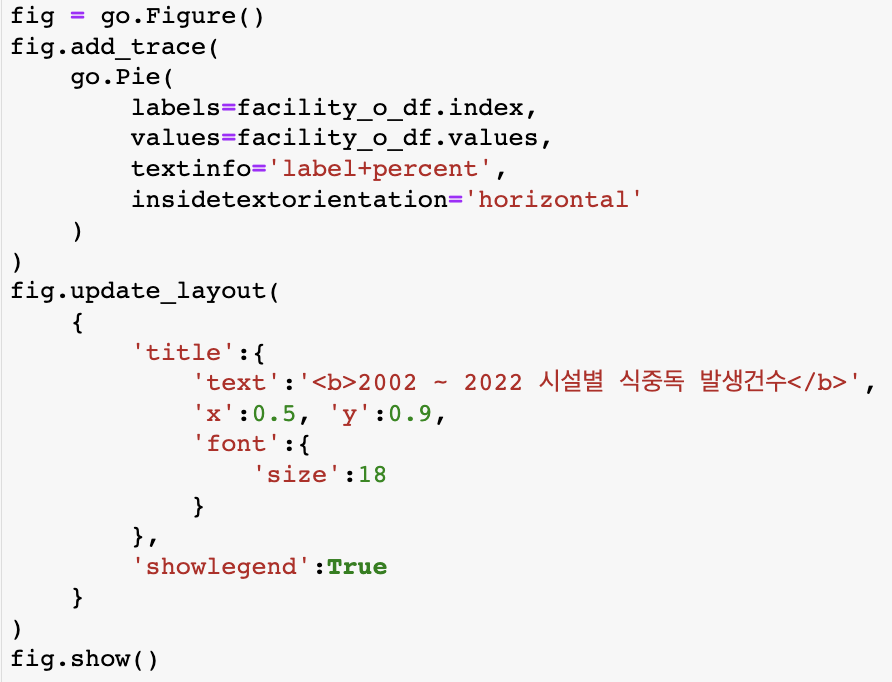 fig = go.Figure()
fig.add_trace(
    go.Pie(
        labels=facility_o_df.index,
        values=facility_o_df.values,
        textinfo='label+percent',
        insidetextorientation='horizontal'
    )
)
fig.update_layout(
    {
        'title':{
            'text':'<b>2002 ~ 2022 시설별 식중독 발생건수</b>',
            'x':0.5, 'y':0.9,
            'font':{
                'size':18
            }
        },
        'showlegend':True
    }
)
fig.show()